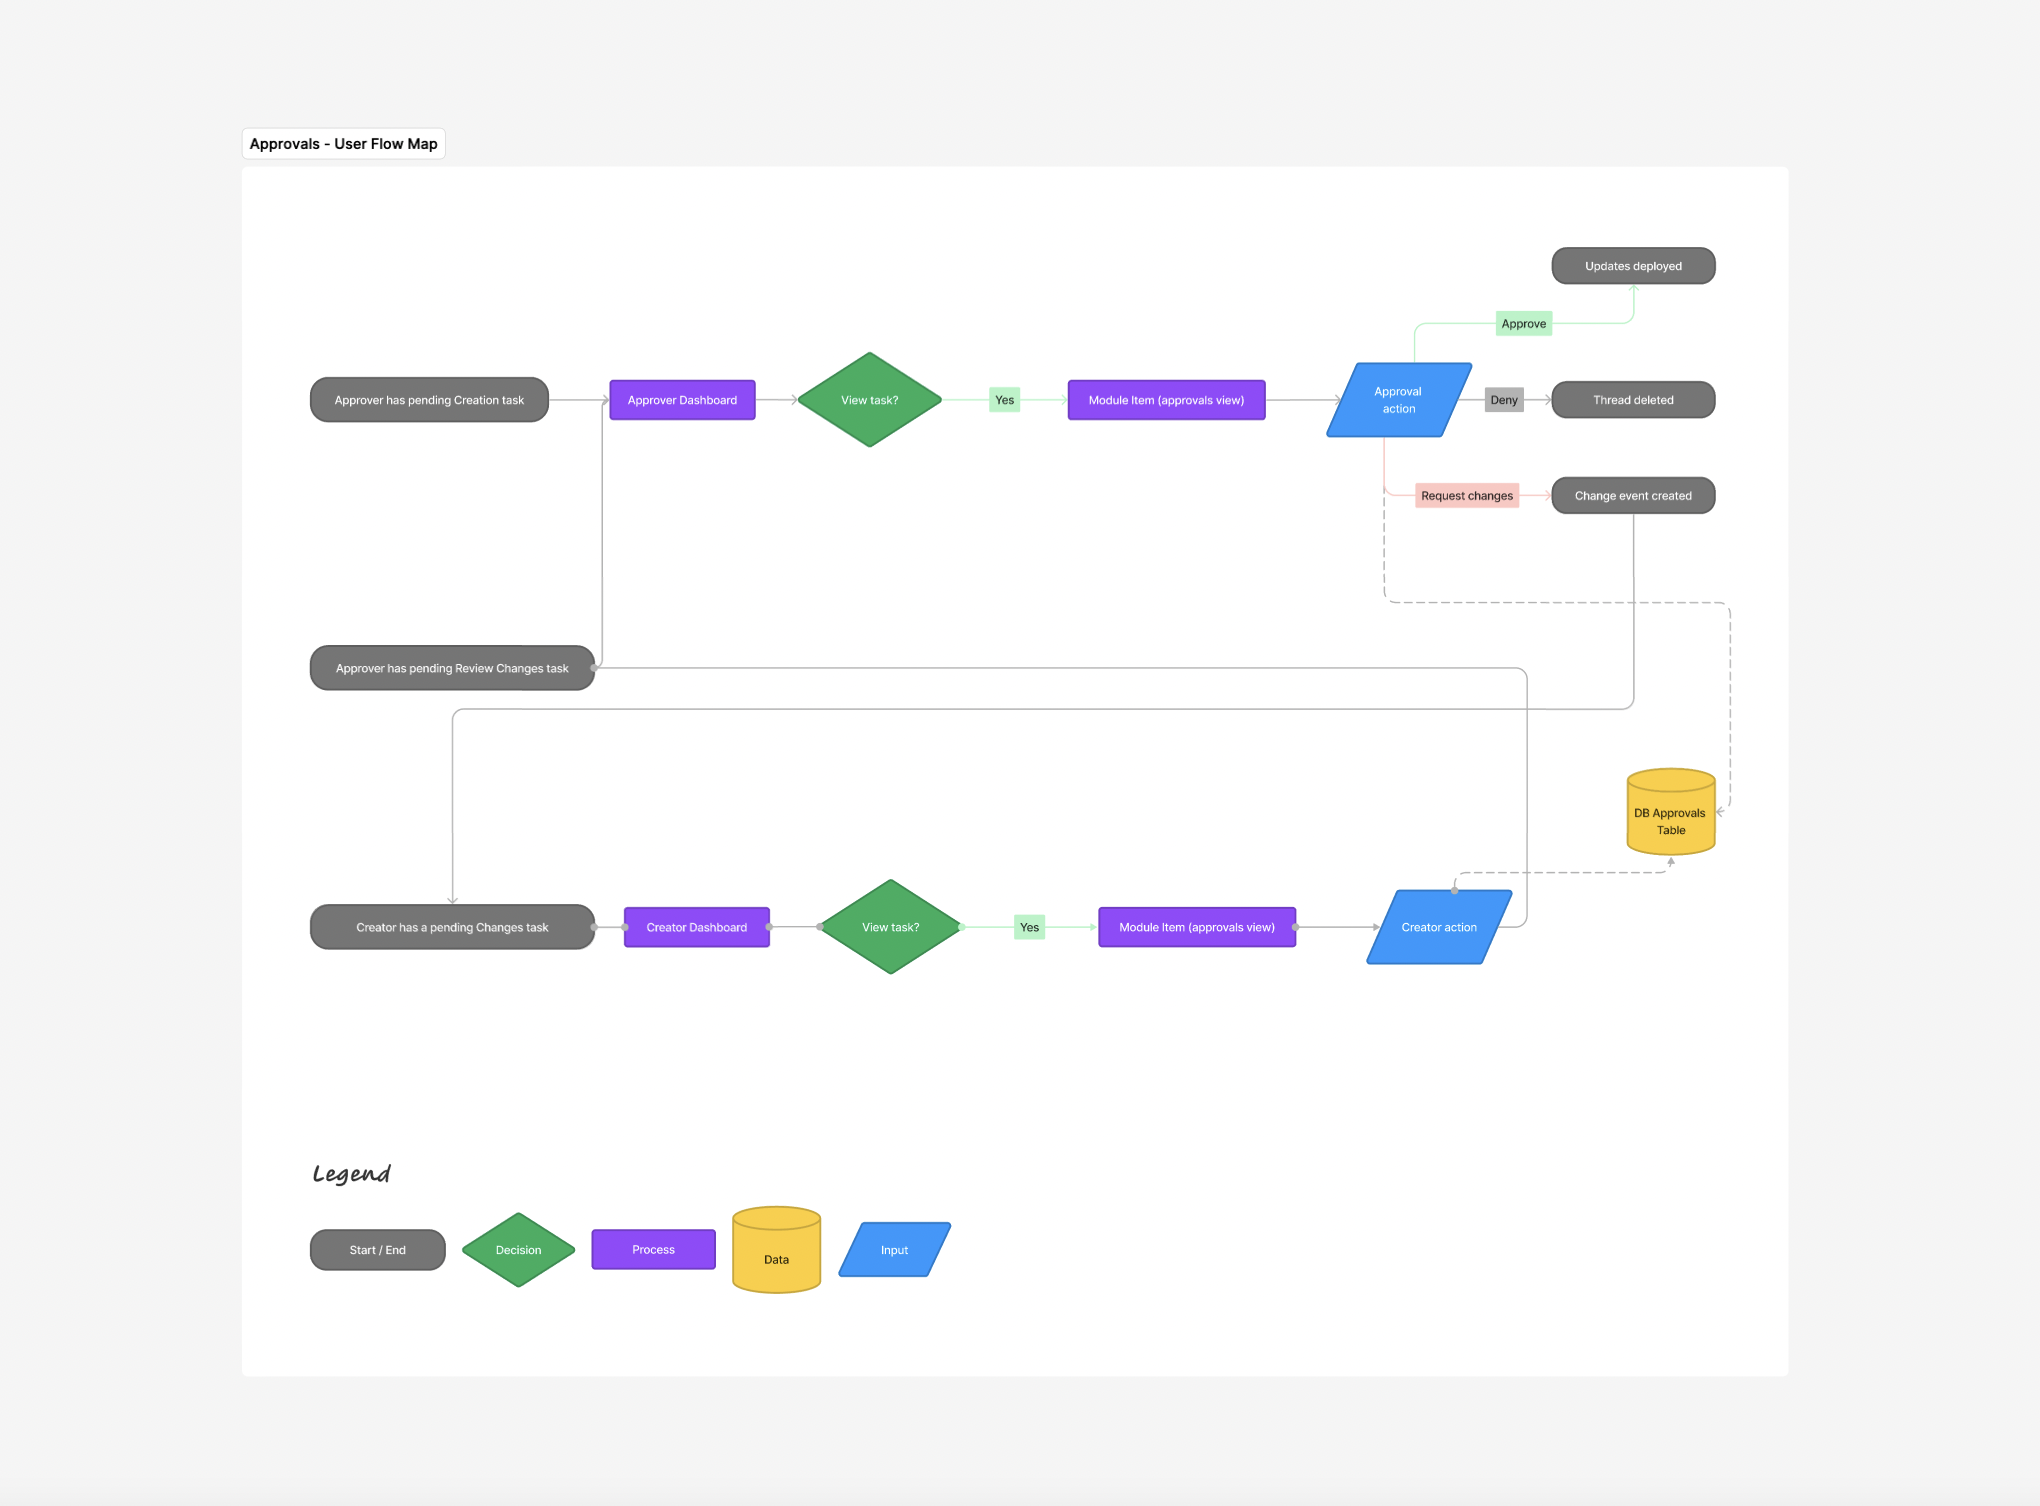 Approvals - User Flow Map
Updates deployed
Approve
Approver has pending Creation task
Approver Dashboard
View task?
Yes
Module Item (approvals view)
Approval
action
Deny
Thread deleted
Request changes
Change event created
Approver has pending Review Changes task
DB Approvals
Table
Creator has a pending Changes task
Creator Dashboard
View task?
Yes
Module Item (approvals view)
Creator action
Legend
Start / End
Decision
Process
Data
Input